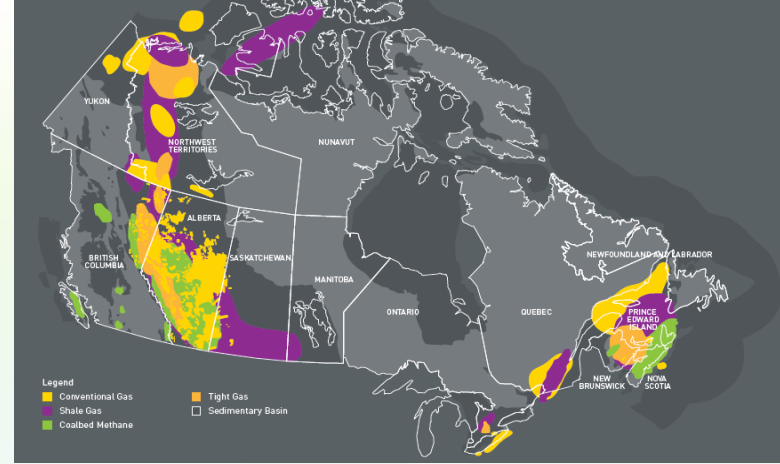 YUKON
NORTHWEST
TERRITORIES
NUNAVUT
BRITISH
COLUMBIA
ALBERTA
SASKATCHEWAN
MANITOBA
ONTARIO
QUEBEC
NEWFOUNDLAND AND LABRADOR
PRINCE
EDWARD
ISLAND
NEW
BRUNSWICK
NOVA
SCOTIA
Legend
Conventional Gas
Shale Gas
Coalbed Methane
Tight Gas
Sedimentary Basin